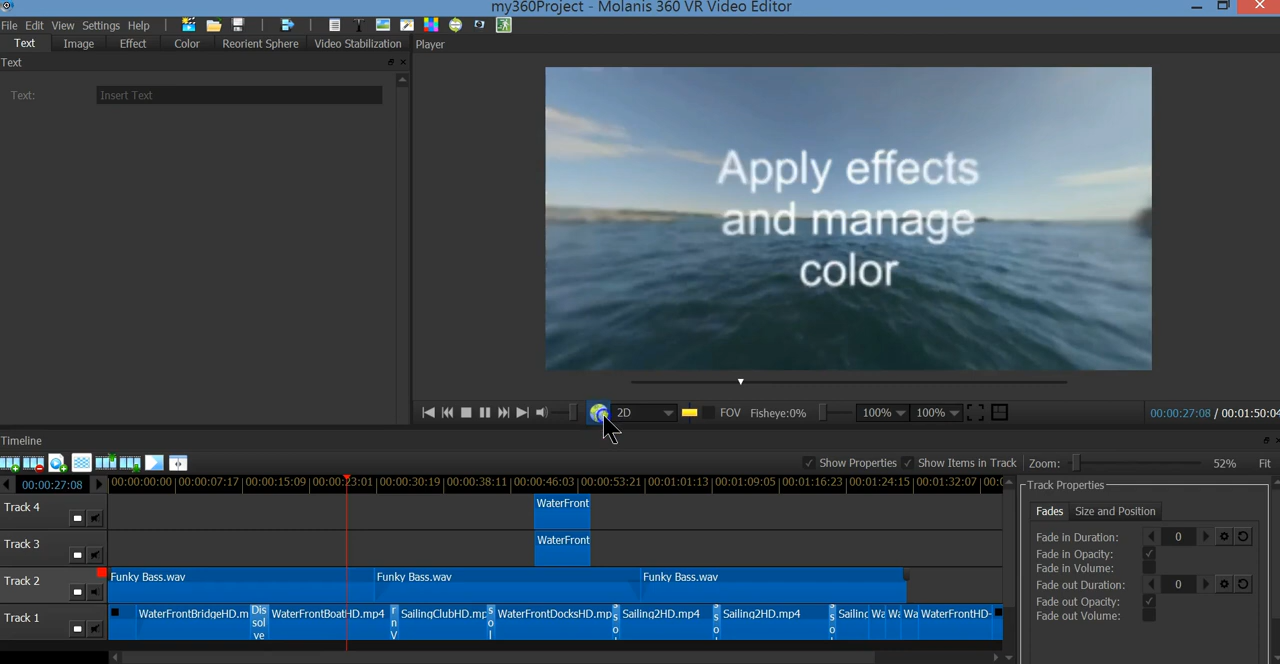 my360Project - Molanis 360 VR Video Editor
File Edit View Settings Help
Text Image Effect Color Reorient Sphere Video Stabilization
Player
Text
Text: Insert Text
Apply effects
and manage
color
2D FOV Fisheye:0% 100% 100% 00:00:27:08 / 00:01:50:04
Timeline
Show Properties Show Items in Track Zoom: 52% Fit
00:00:27:08 00:00:00:00 00:00:07:17 00:00:15:09 00:00:23:01 00:00:30:19 00:00:38:11 00:00:46:03 00:00:53:21 00:01:01:13 00:01:09:05 00:01:16:23 00:01:24:15 00:01:32:07
Track Properties
Track 4 WaterFront
Fades Size and Position
Track 3 WaterFront
Fade in Duration: 0
Fade in Opacity:
Fade in Volume:
Track 2 Funky Bass.wav Funky Bass.wav Funky Bass.wav
Fade out Duration: 0
Fade out Opacity:
Fade out Volume:
Track 1 WaterFrontBridgeHD.m Dis sol ve WaterFrontBoatHD.mp4 SailingClubHD.mp WaterFrontDocksHD.mp Sailing2HD.mp4 Sailing2HD.mp4 Sailing Wa Wa Wa WaterFrontHD-